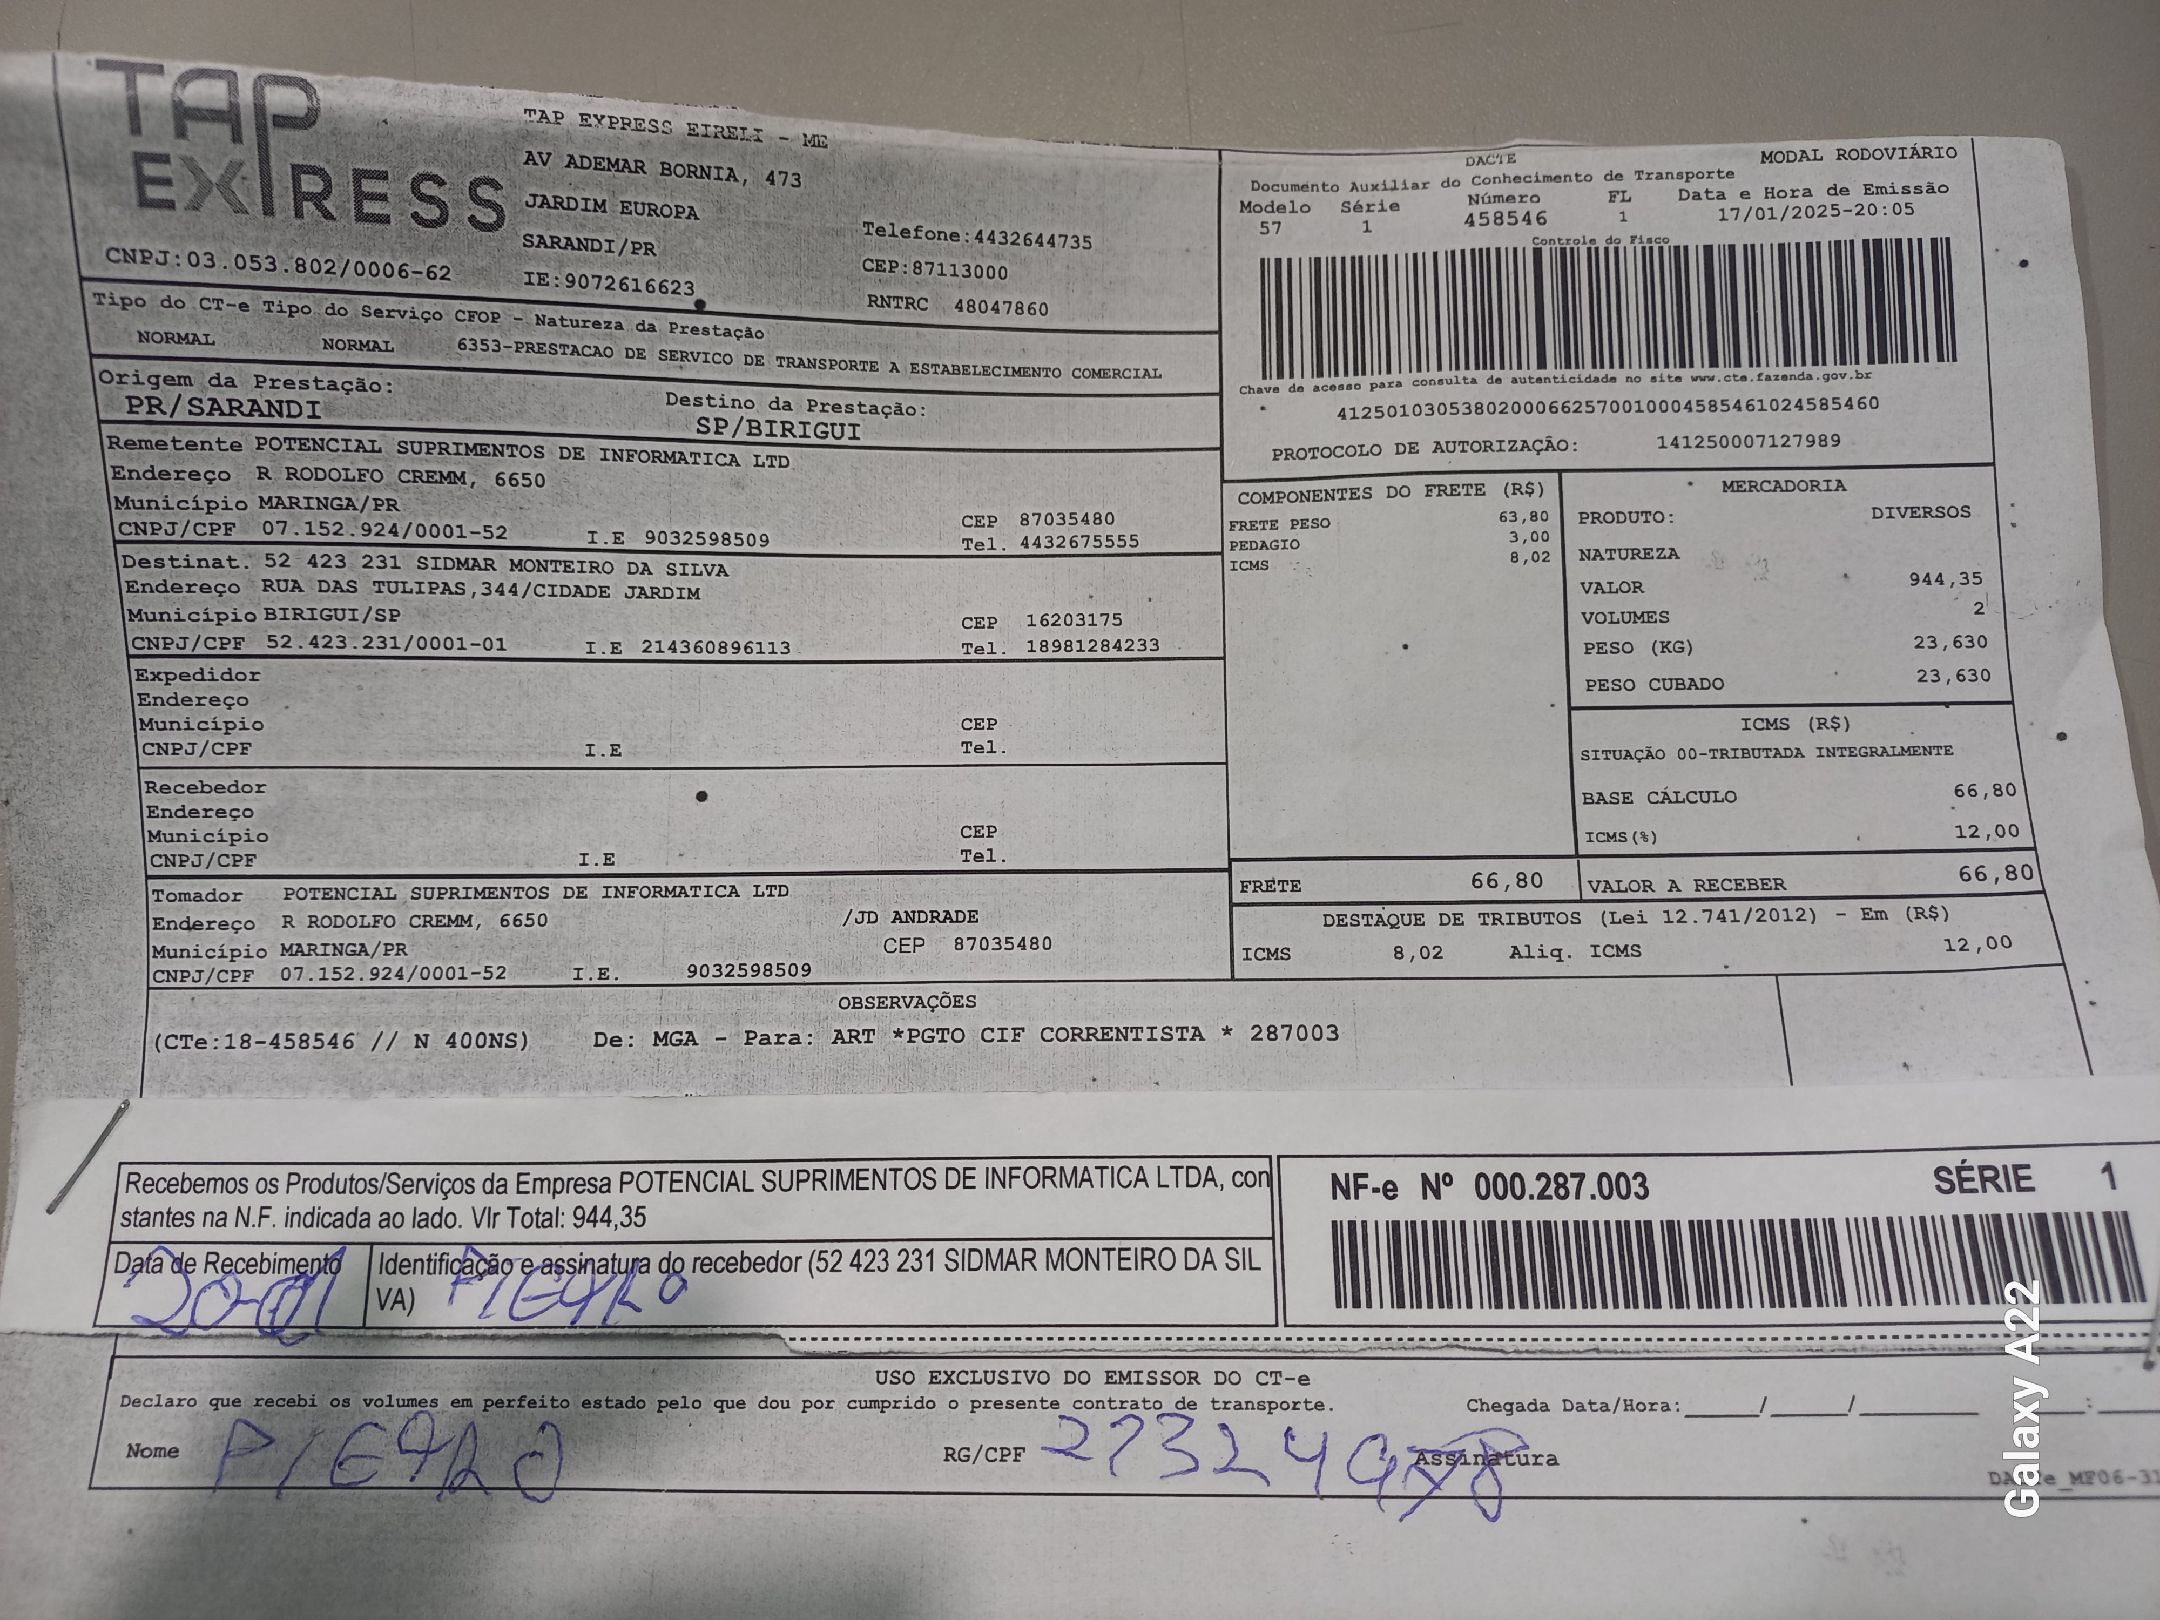 TAP EXPRESS
TAP EXPRESS EIRELI - ME
AV ADEMAR BORNIA, 473
JARDIM EUROPA
SARANDI/PR
IE:9072616623
Telefone:4432644735
CEP:87113000
RNTRC 48047860
CNPJ:03.053.802/0006-62
DACTE MODAL RODOVIÁRIO
Documento Auxiliar do Conhecimento de Transporte
Modelo Série Número FL Data e Hora de Emissão
57 1 458546 1 17/01/2025-20:05
Controle do Fisco
Chave de acesso para consulta de autenticidade no site www.cte.fazenda.gov.br
41250103053802000662570010004585461024585460
PROTOCOLO DE AUTORIZAÇÃO: 141250007127989
Tipo do CT-e Tipo do Serviço CFOP - Natureza da Prestação
NORMAL NORMAL 6353-PRESTACAO DE SERVICO DE TRANSPORTE A ESTABELECIMENTO COMERCIAL
Origem da Prestação: Destino da Prestação:
PR/SARANDI SP/BIRIGUI
Remetente POTENCIAL SUPRIMENTOS DE INFORMATICA LTD
Endereço R RODOLFO CREMM, 6650
Município MARINGA/PR CEP 87035480
CNPJ/CPF 07.152.924/0001-52 I.E 9032598509 Tel. 4432675555
Destinat. 52 423 231 SIDMAR MONTEIRO DA SILVA
Endereço RUA DAS TULIPAS,344/CIDADE JARDIM
Município BIRIGUI/SP CEP 16203175
CNPJ/CPF 52.423.231/0001-01 I.E 214360896113 Tel. 18981284233
Expedidor
Endereço
Município CEP
CNPJ/CPF I.E Tel.
Recebedor
Endereço
Município CEP
CNPJ/CPF I.E Tel.
Tomador POTENCIAL SUPRIMENTOS DE INFORMATICA LTD
Endereço R RODOLFO CREMM, 6650 /JD ANDRADE
Município MARINGA/PR CEP 87035480
CNPJ/CPF 07.152.924/0001-52 I.E. 9032598509
COMPONENTES DO FRETE (R$)
FRETE PESO 63,80
PEDAGIO 3,00
ICMS 8,02
MERCADORIA
PRODUTO: DIVERSOS
NATUREZA
VALOR 944,35
VOLUMES 2
PESO (KG) 23,630
PESO CUBADO 23,630
ICMS (R$)
SITUAÇÃO 00-TRIBUTADA INTEGRALMENTE
BASE CÁLCULO 66,80
ICMS(%) 12,00
FRETE 66,80 VALOR A RECEBER 66,80
DESTAQUE DE TRIBUTOS (Lei 12.741/2012) - Em (R$)
ICMS 8,02 Aliq. ICMS 12,00
OBSERVAÇÕES
(CTe:18-458546 // N 400NS) De: MGA - Para: ART *PGTO CIF CORRENTISTA * 287003
Recebemos os Produtos/Serviços da Empresa POTENCIAL SUPRIMENTOS DE INFORMATICA LTDA, con
stantes na N.F. indicada ao lado. Vlr Total: 944,35
Data de Recebimento
20-01
Identificação e assinatura do recebedor (52 423 231 SIDMAR MONTEIRO DA SIL
VA)
NF-e Nº 000.287.003 SÉRIE 1
USO EXCLUSIVO DO EMISSOR DO CT-e
Declaro que recebi os volumes em perfeito estado pelo que dou por cumprido o presente contrato de transporte. Chegada Data/Hora:_____/_____/________ ____:____
Nome RG/CPF 27324978 Assinatura
Galaxy A22